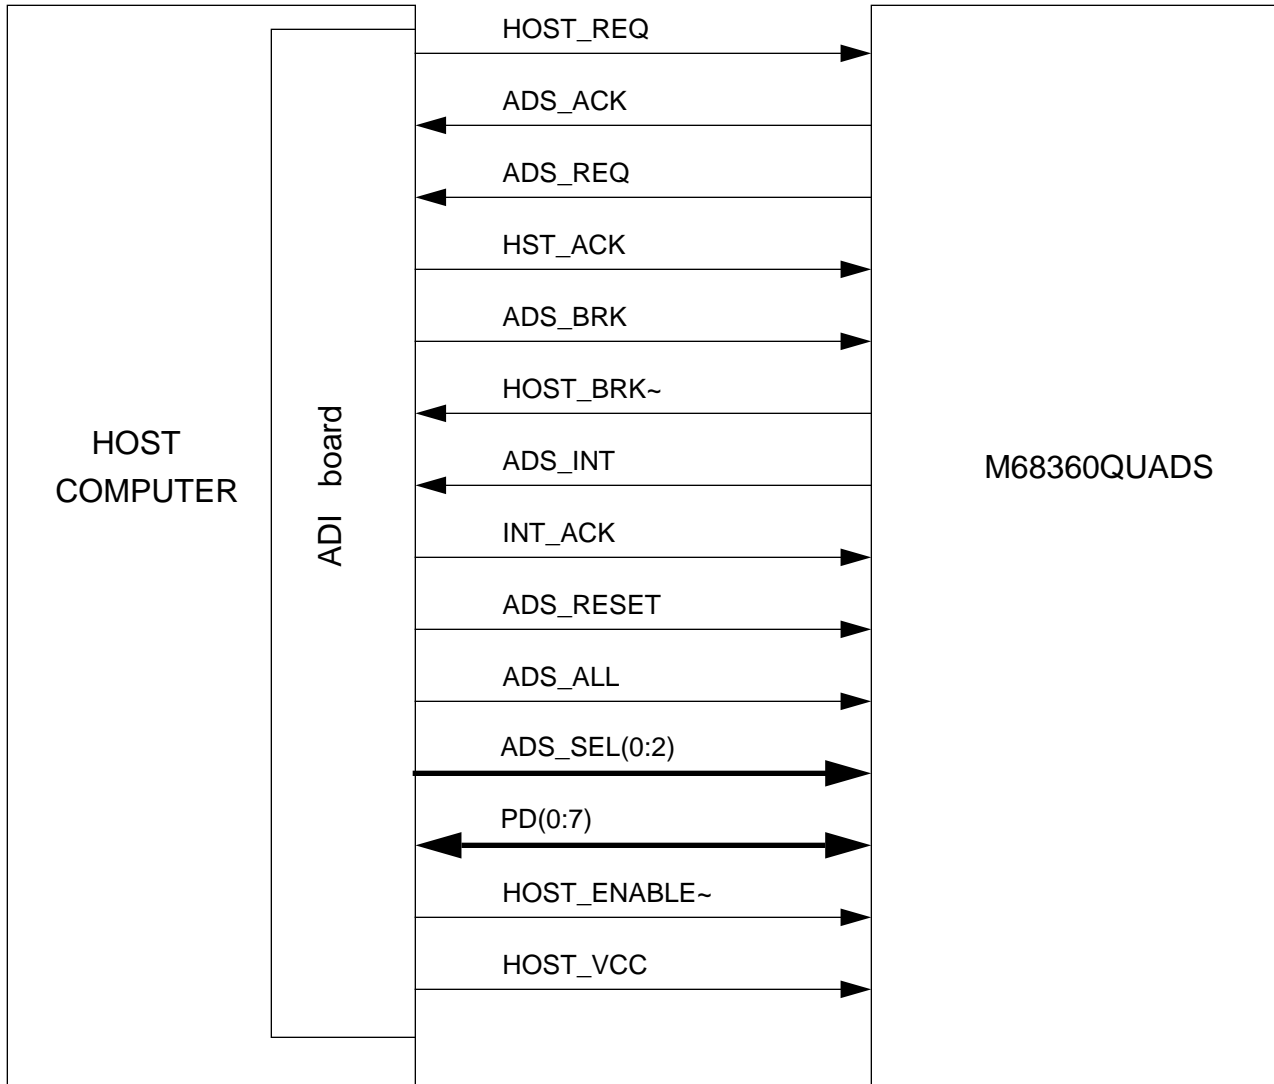 HOST_REQ
ADS_ACK
ADS_REQ
HST_ACK
ADS_BRK
HOST_BRK~
ADS_INT
INT_ACK
ADS_RESET
ADS_ALL
ADS_SEL(0:2)
PD(0:7)
HOST_ENABLE~
HOST_VCC
HOST
COMPUTER
ADI board
M68360QUADS